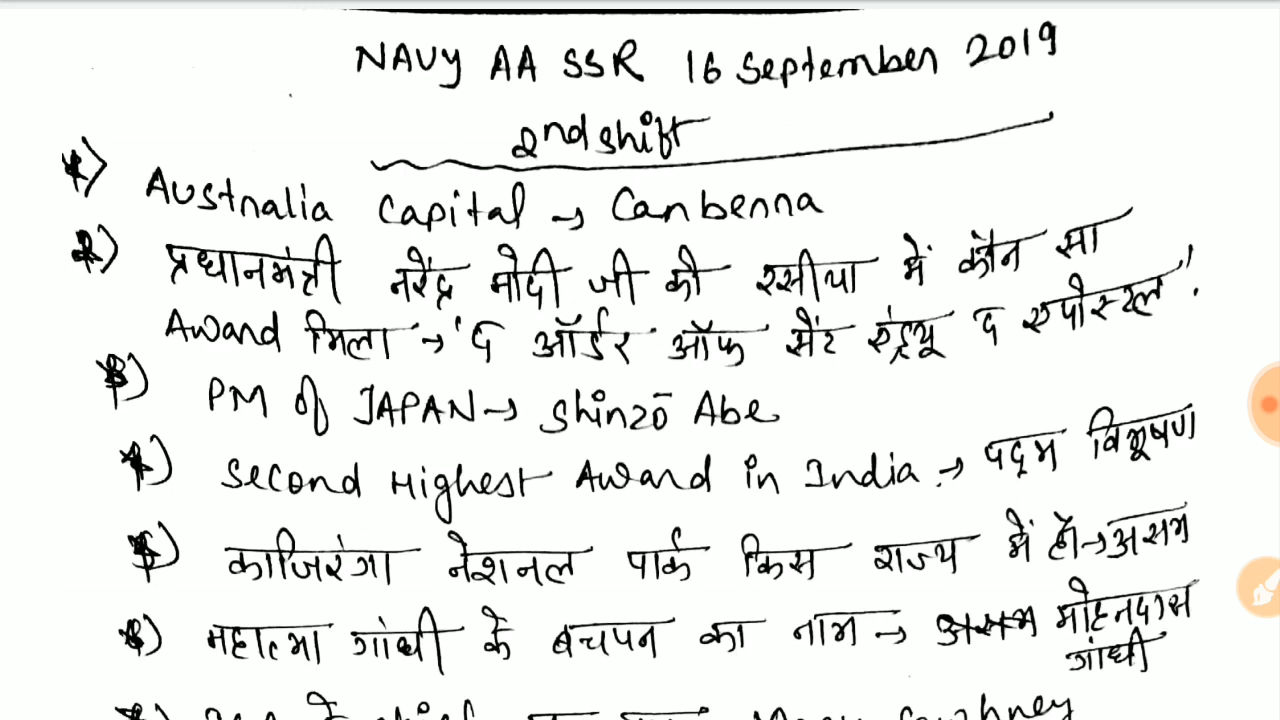 NAVY AA SSR 16 September 2019
2nd shift
1) Australia Capital → Canberra
2) प्रधानमंत्री नरेंद्र मोदी जी को रसीया में कौन सा
Award मिला → 'द ऑर्डर ऑफ सेंट एंड्रयू द एपोस्टल'
3) PM of JAPAN → Shinzō Abe
4) Second Highest Award in India → पद्म विभूषण
5) काजिरंगा नेशनल पार्क किस राज्य में हैं → असम
6) महात्मा गांधी के बचपन का नाम → असम मोहनदास
गांधी